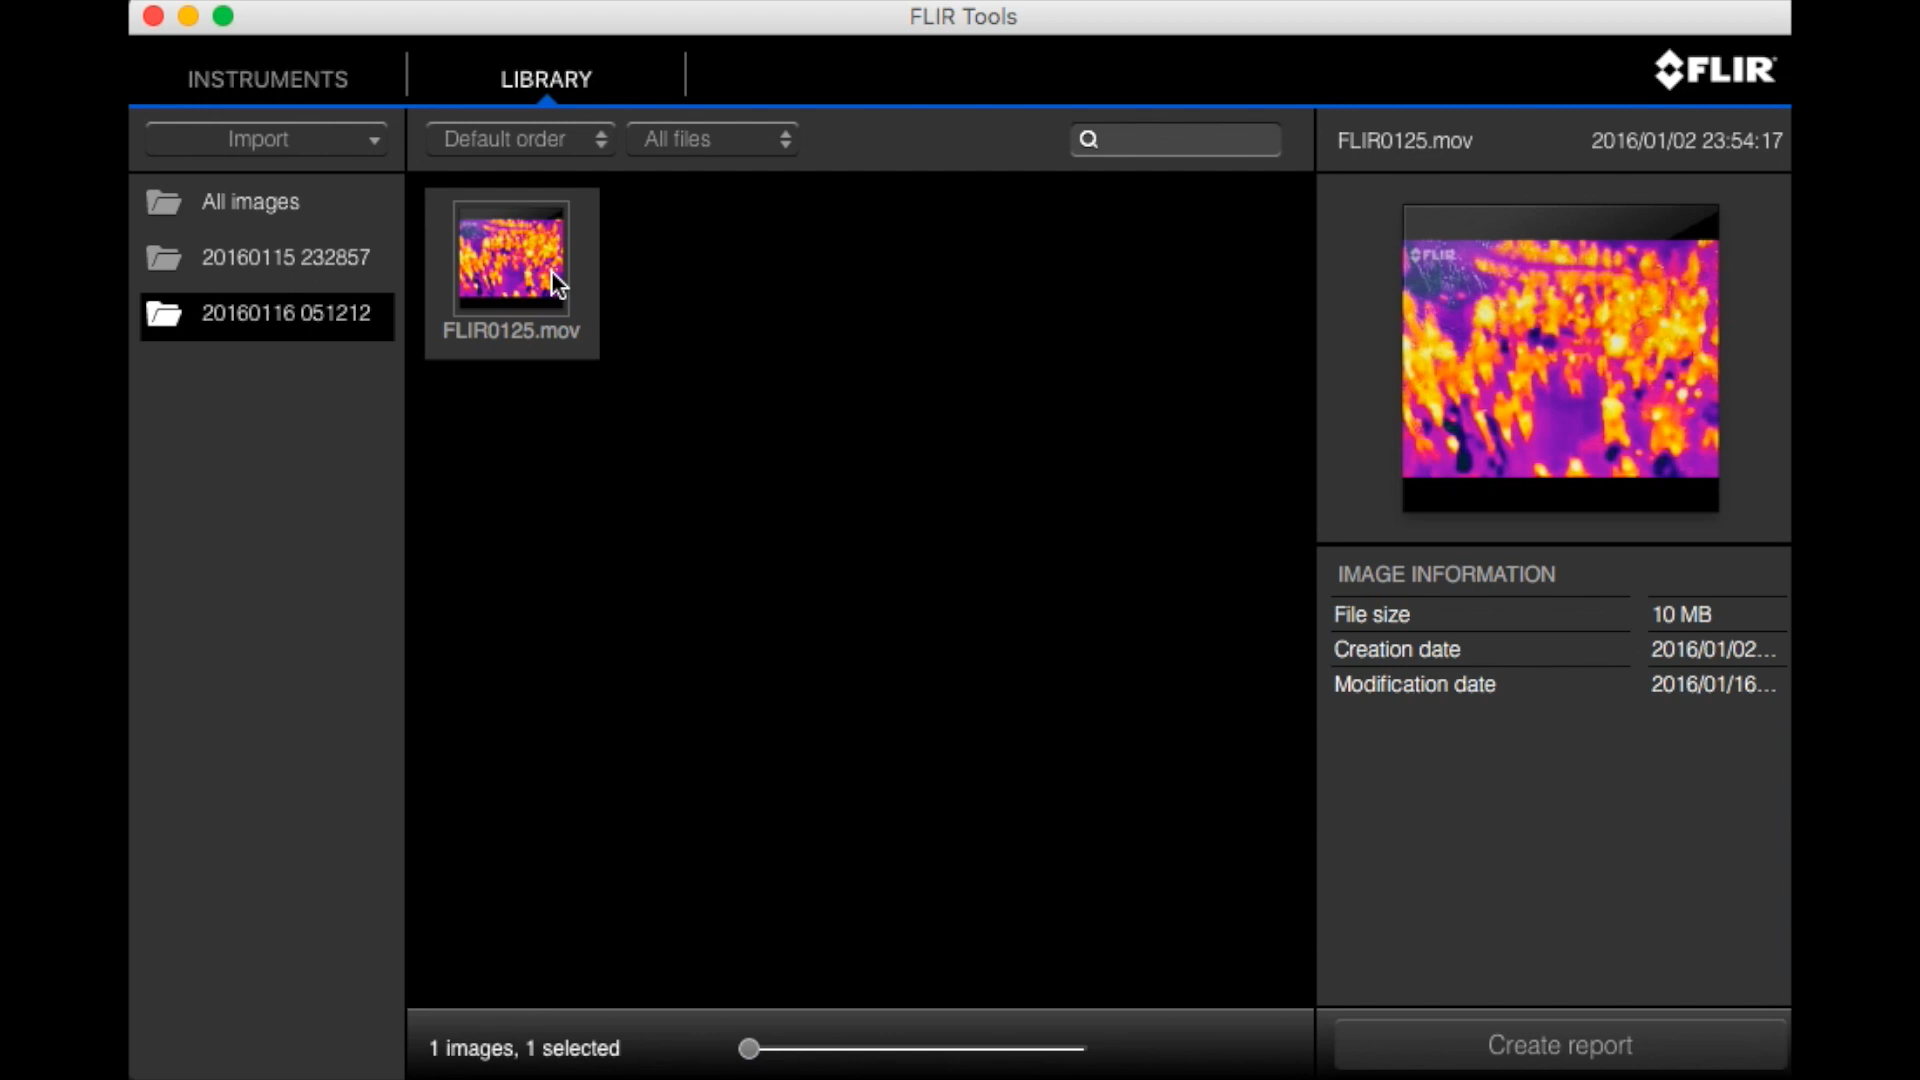 FLIR Tools
INSTRUMENTS
LIBRARY
FLIR
Import
Default order
All files
FLIR0125.mov
2016/01/02 23:54:17
All images
20160115 232857
20160116 051212
FLIR0125.mov
FLIR
IMAGE INFORMATION
File size
10 MB
Creation date
2016/01/02...
Modification date
2016/01/16...
1 images, 1 selected
Create report